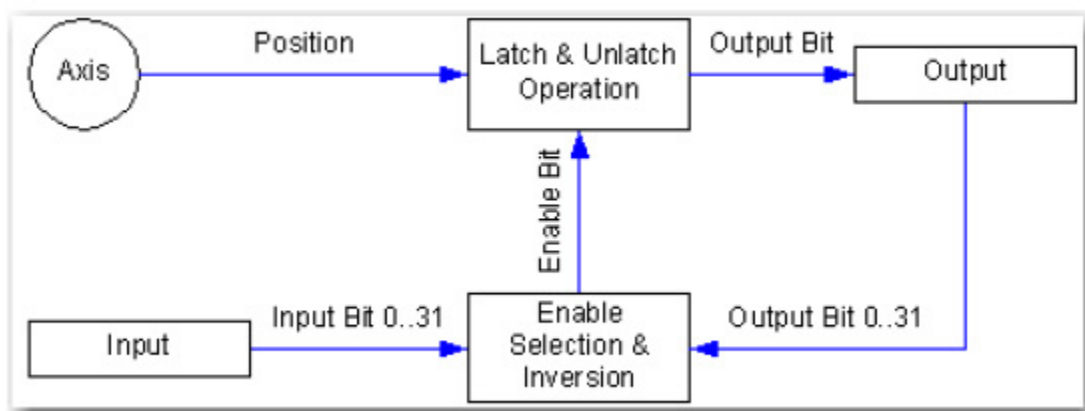 Axis
Position
Latch & Unlatch
Operation
Output Bit
Output
Enable Bit
Input
Input Bit 0..31
Enable
Selection &
Inversion
Output Bit 0..31